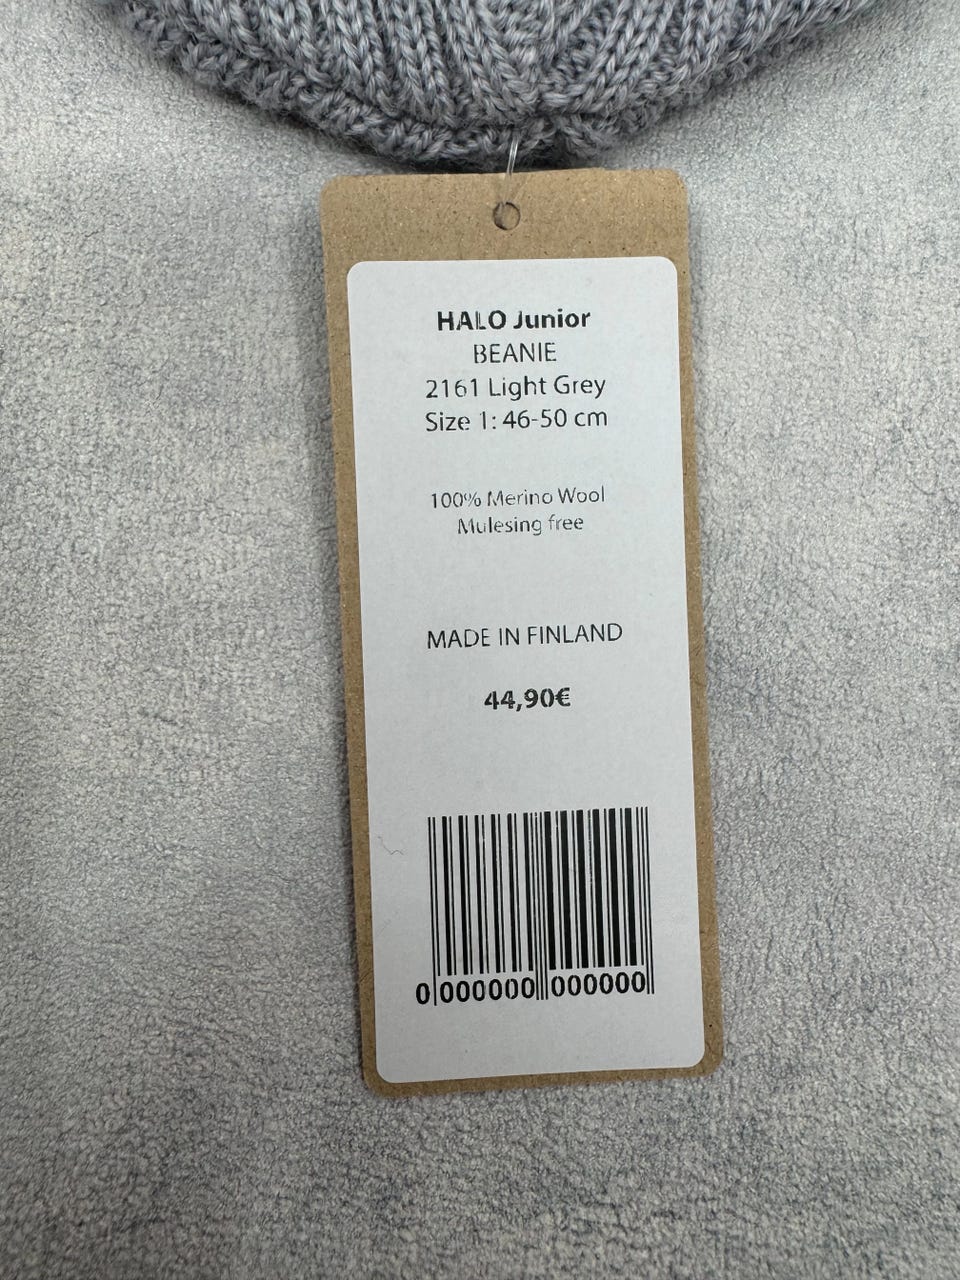 HALO Junior
BEANIE
2161 Light Grey
Size 1: 46-50 cm
100% Merino Wool
Mulesing free
MADE IN FINLAND
44,90€
0 000000 000000